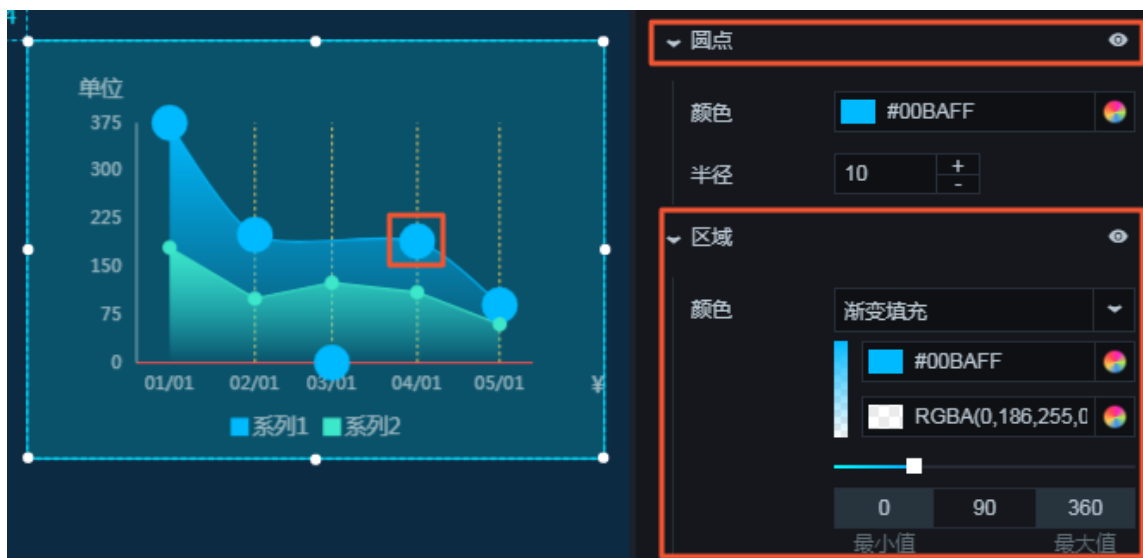 单位
375
300
225
150
75
0
01/01 02/01 03/01 04/01 05/01 ¥
系列1 系列2
圆点
颜色 #00BAFF
半径 10 + -
区域
颜色 渐变填充
#00BAFF
RGBA(0,186,255,0
0 90 360
最小值 最大值